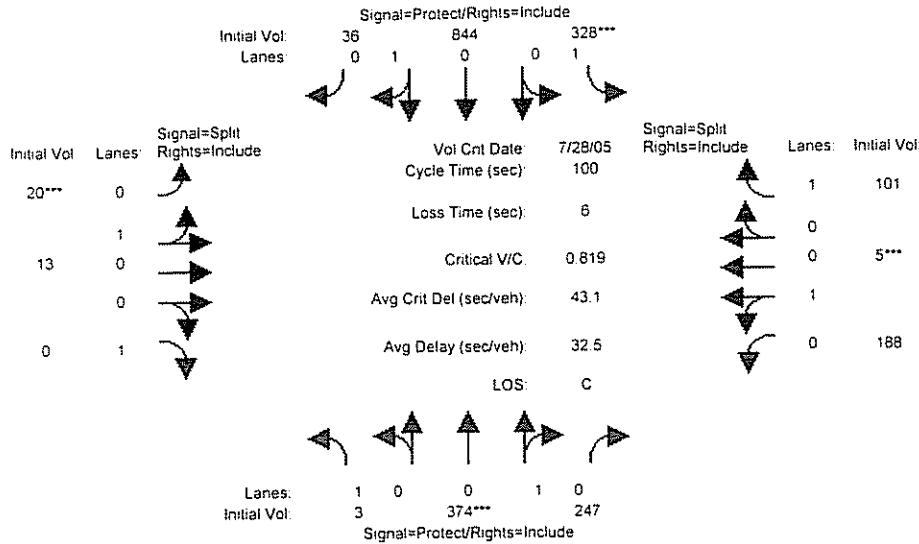 Signal=Protect/Rights=Include
Initial Vol: 36 844 328***
Lanes: 0 1 0 0 1
Signal=Split
Rights=Include
Initial Vol Lanes:
20*** 0
1
13 0
0
0 1
Vol Cnt Date: 7/28/05
Cycle Time (sec): 100
Loss Time (sec): 6
Critical V/C: 0.819
Avg Crit Del (sec/veh): 43.1
Avg Delay (sec/veh): 32.5
LOS: C
Signal=Split
Rights=Include
Lanes: Initial Vol:
1 101
0
0 5***
1
0 188
Lanes: 1 0 0 1 0
Initial Vol: 3 374*** 247
Signal=Protect/Rights=Include